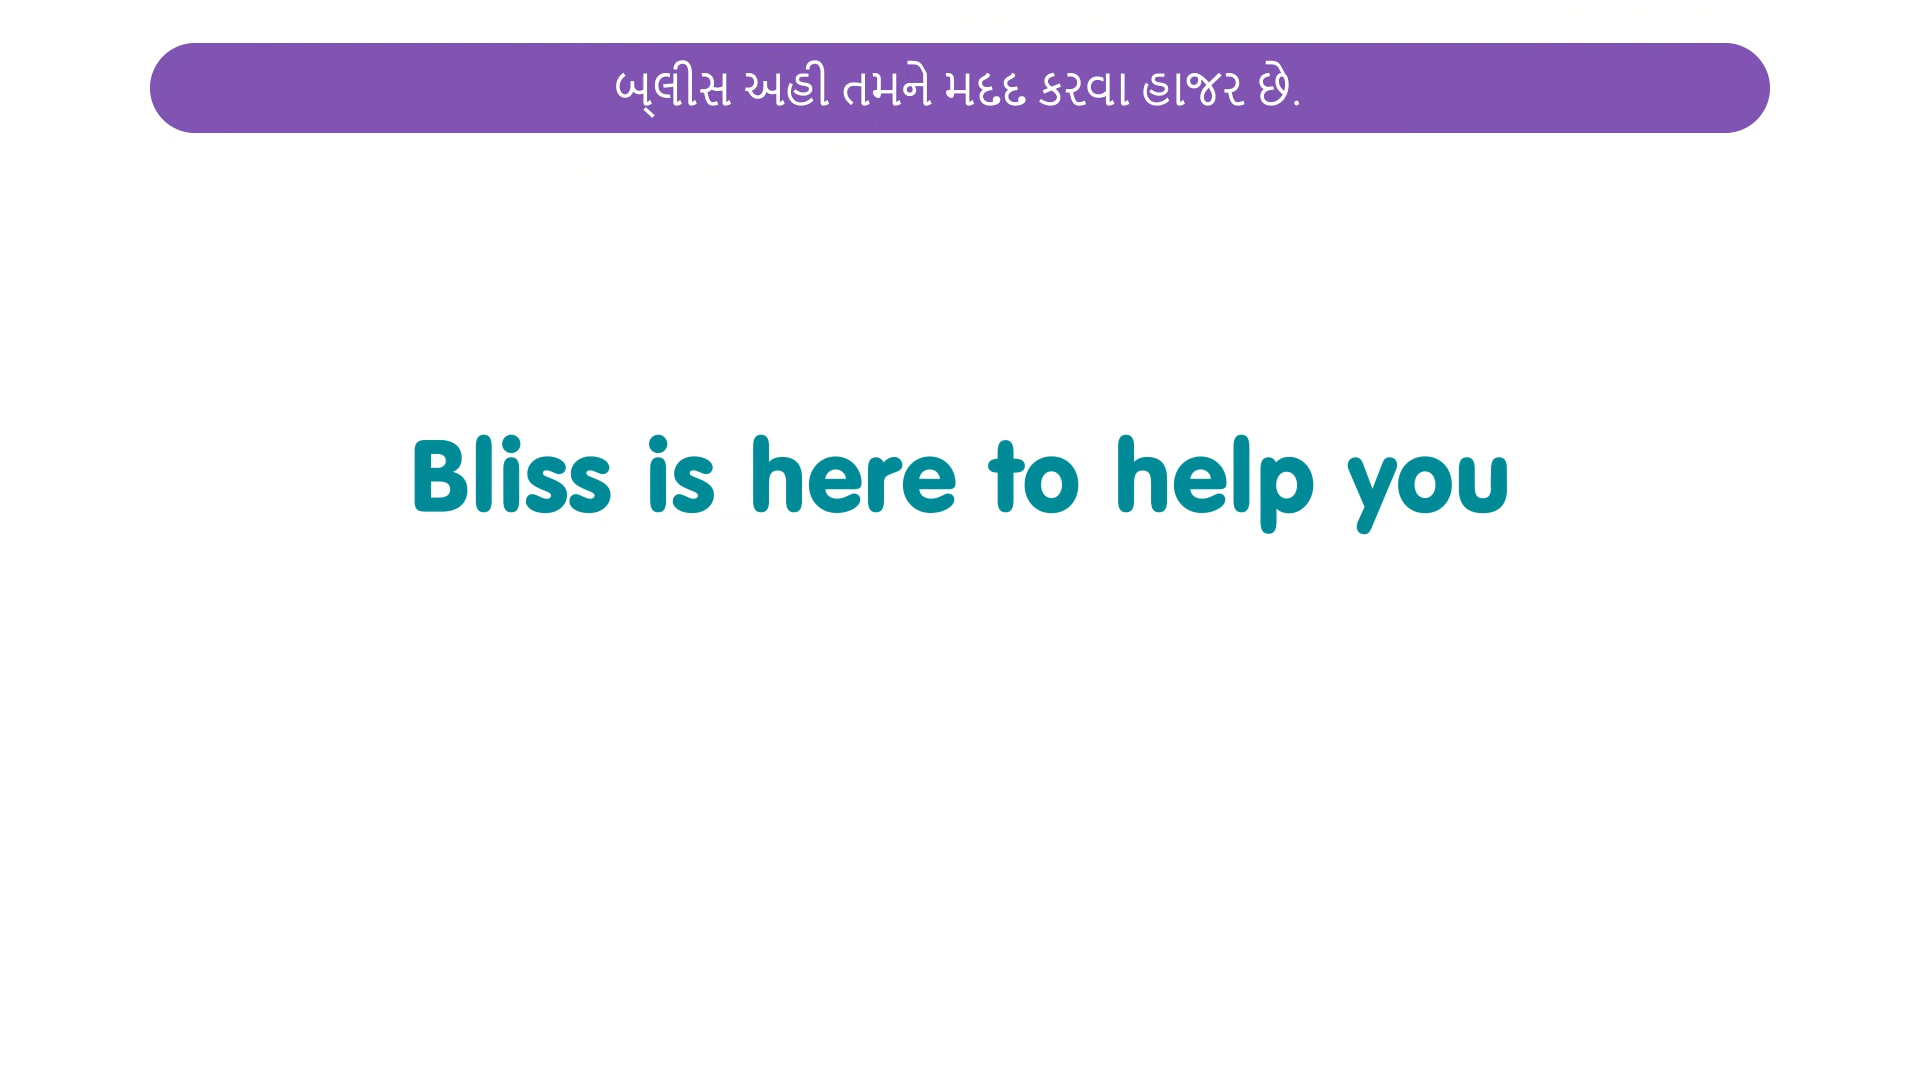 બ્લીસ અહી તમને મદદ કરવા હાજર છે.
Bliss is here to help you